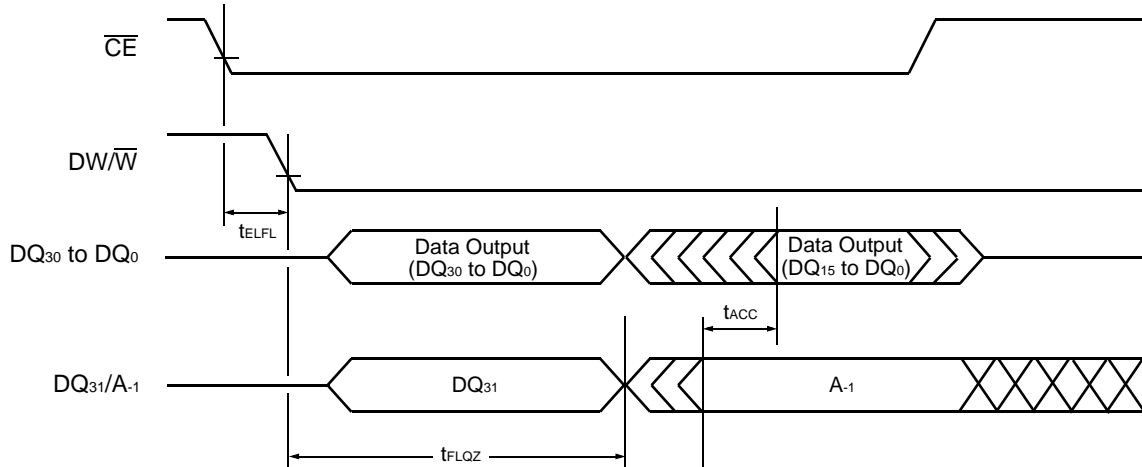 C̅E̅
DW/W̅
tELFL
DQ30 to DQ0
Data Output
(DQ30 to DQ0)
Data Output
(DQ15 to DQ0)
tACC
DQ31/A-1
DQ31
A-1
tFLQZ